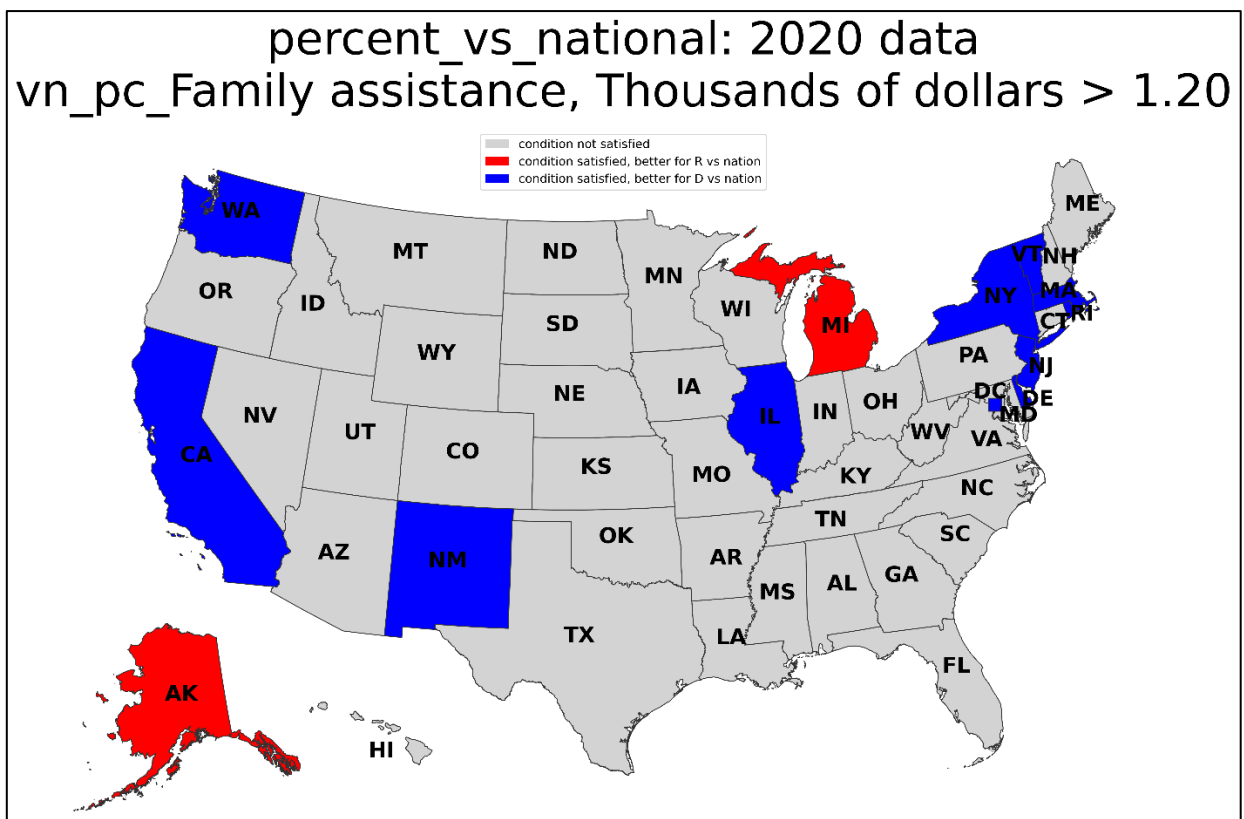 percent_vs_national: 2020 data
vn_pc_Family assistance, Thousands of dollars > 1.20
condition not satisfied
condition satisfied, better for R vs nation
condition satisfied, better for D vs nation
WA
ME
MT
ND
MN
VT
NH
OR
ID
SD
WI
NY
MA
RI
CT
MI
WY
PA
NJ
IA
NE
DC
DE
MD
NV
UT
CO
IL
IN
OH
WV
VA
CA
KS
MO
KY
NC
TN
AZ
NM
OK
AR
SC
MS
AL
GA
TX
LA
FL
AK
HI